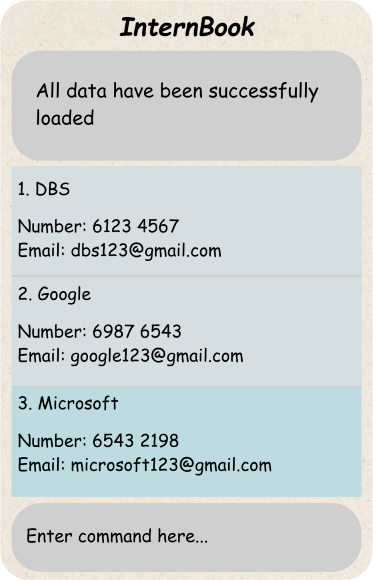 InternBook
All data have been successfully
loaded
1. DBS
Number: 6123 4567
Email: dbs123@gmail.com
2. Google
Number: 6987 6543
Email: google123@gmail.com
3. Microsoft
Number: 6543 2198
Email: microsoft123@gmail.com
Enter command here...